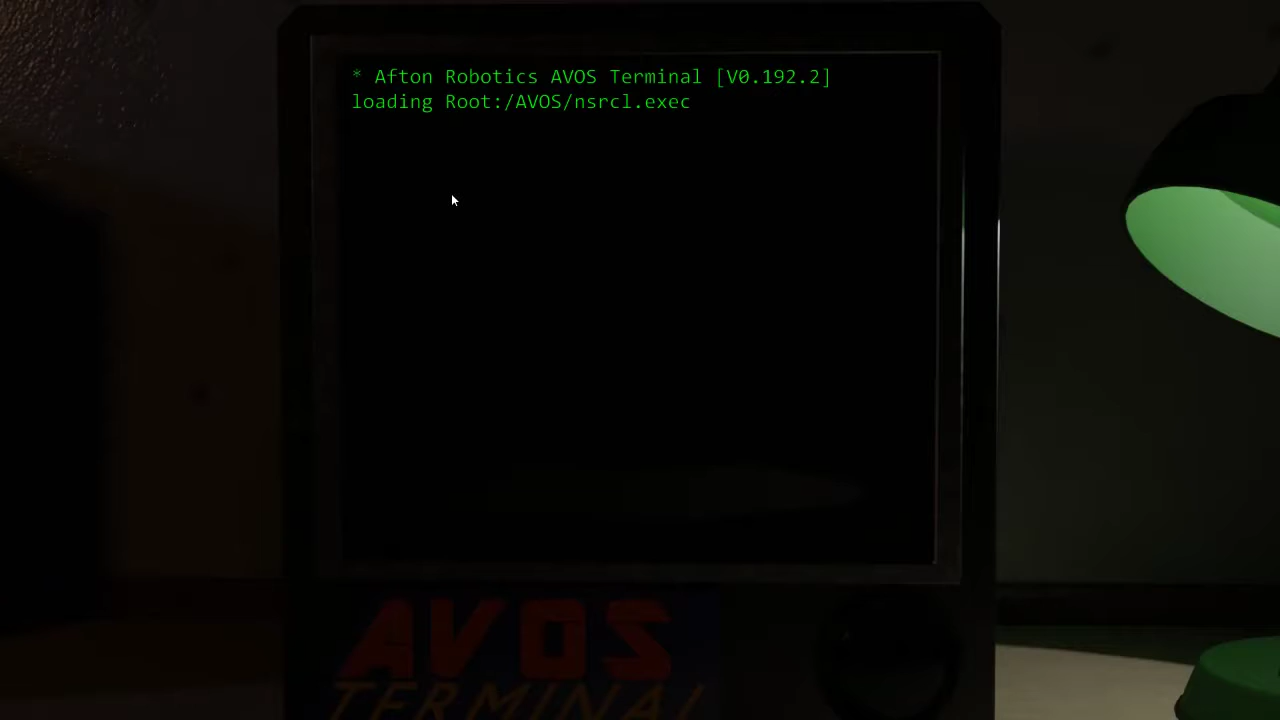 * Afton Robotics AVOS Terminal [V0.192.2]
loading Root:/AVOS/nsrcl.exec
AVOS
TERMINAL